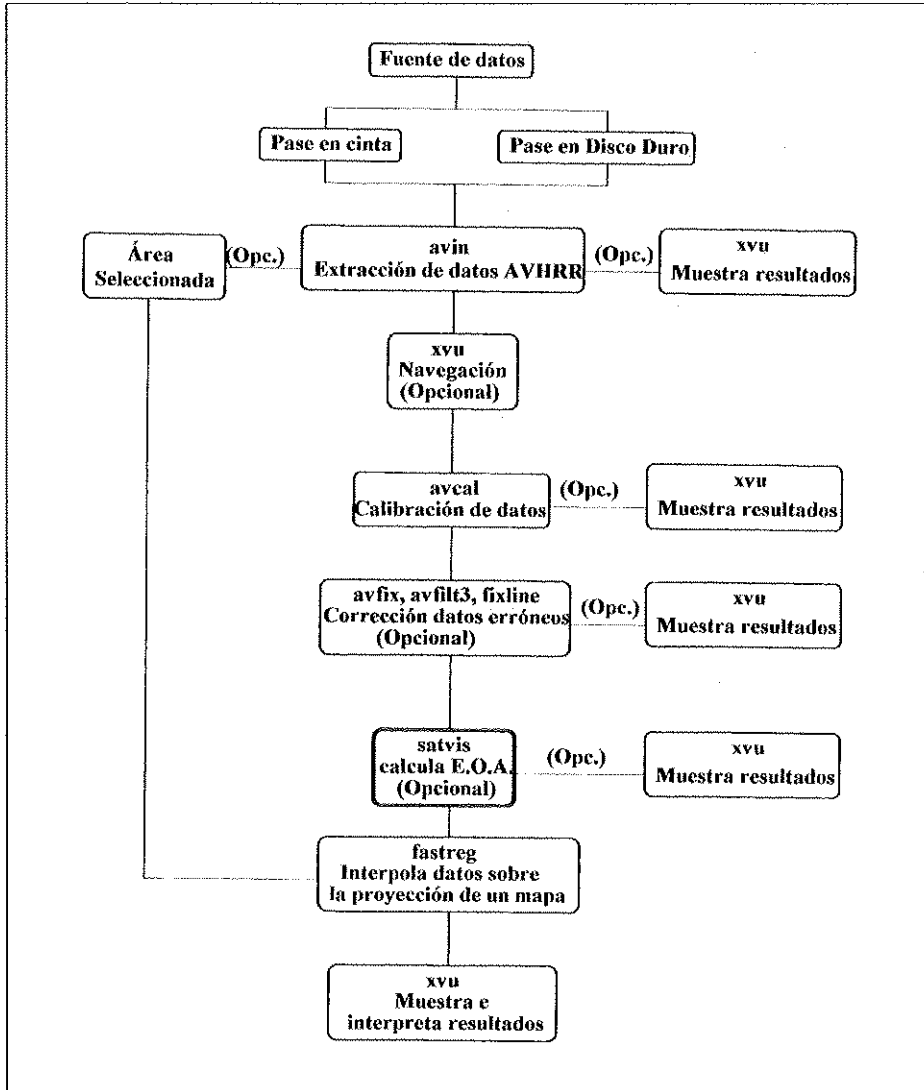 Fuente de datos
Pase en cinta
Pase en Disco Duro
Área
Seleccionada
(Opc.)
avin
Extracción de datos AVHRR
(Opc.)
xvu
Muestra resultados
xvu
Navegación
(Opcional)
avcal
Calibración de datos
(Opc.)
xvu
Muestra resultados
avfix, avfilt3, fixline
Corrección datos erróneos
(Opcional)
(Opc.)
xvu
Muestra resultados
satvis
calcula E.O.A.
(Opcional)
(Opc.)
xvu
Muestra resultados
fastreg
Interpola datos sobre
la proyección de un mapa
xvu
Muestra e
interpreta resultados